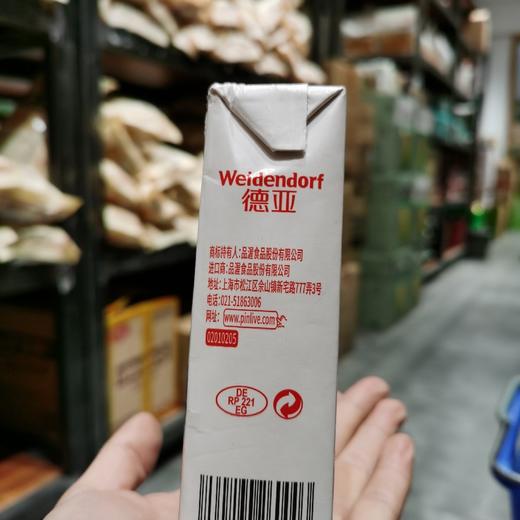 Weidendorf
德亚
商标持有人:品渥食品股份有限公司
进口商:品渥食品股份有限公司
地址:上海市松江区佘山镇新宅路777弄3号
电话:021-51863006
网址: www.pinlive.com
02010205
DE
RP 221
EG